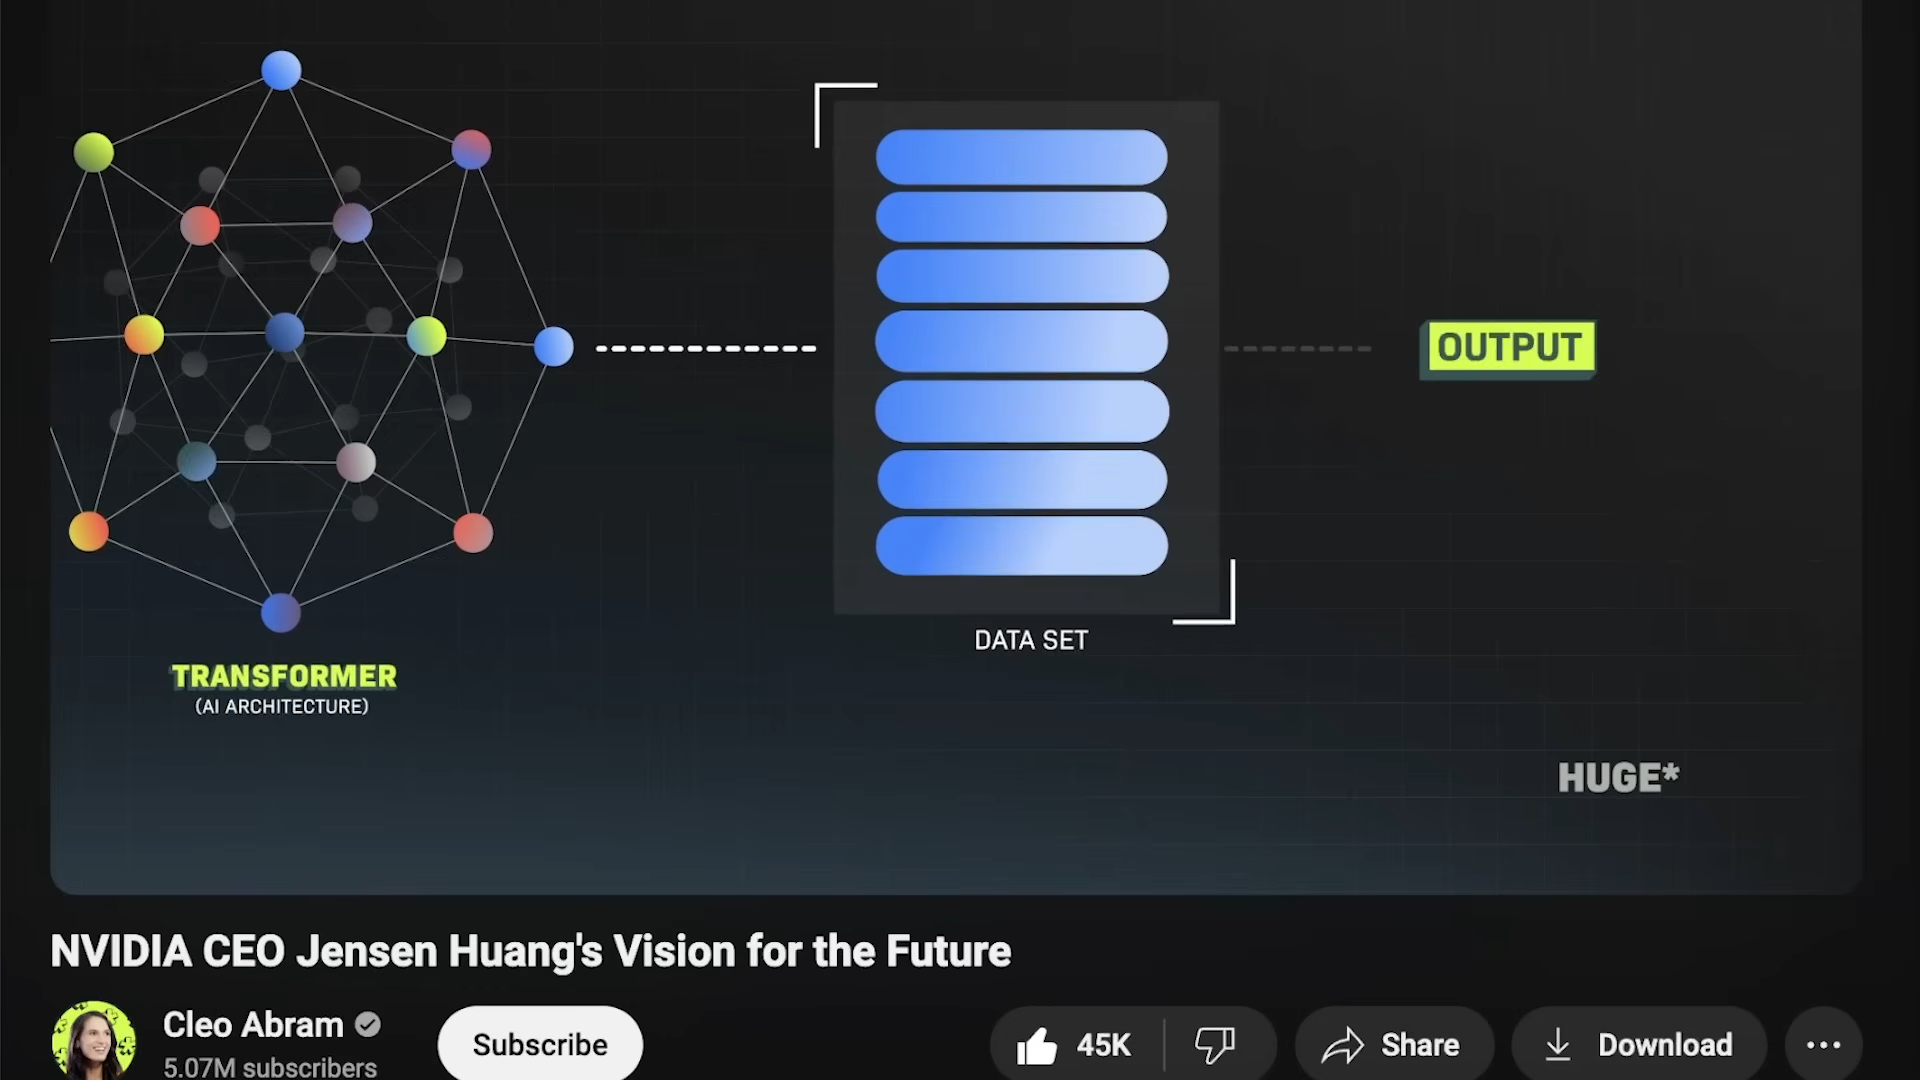 OUTPUT
DATA SET
TRANSFORMER
(AI ARCHITECTURE)
HUGE*
NVIDIA CEO Jensen Huang's Vision for the Future
Cleo Abram
5.07M subscribers
Subscribe
45K
Share
Download